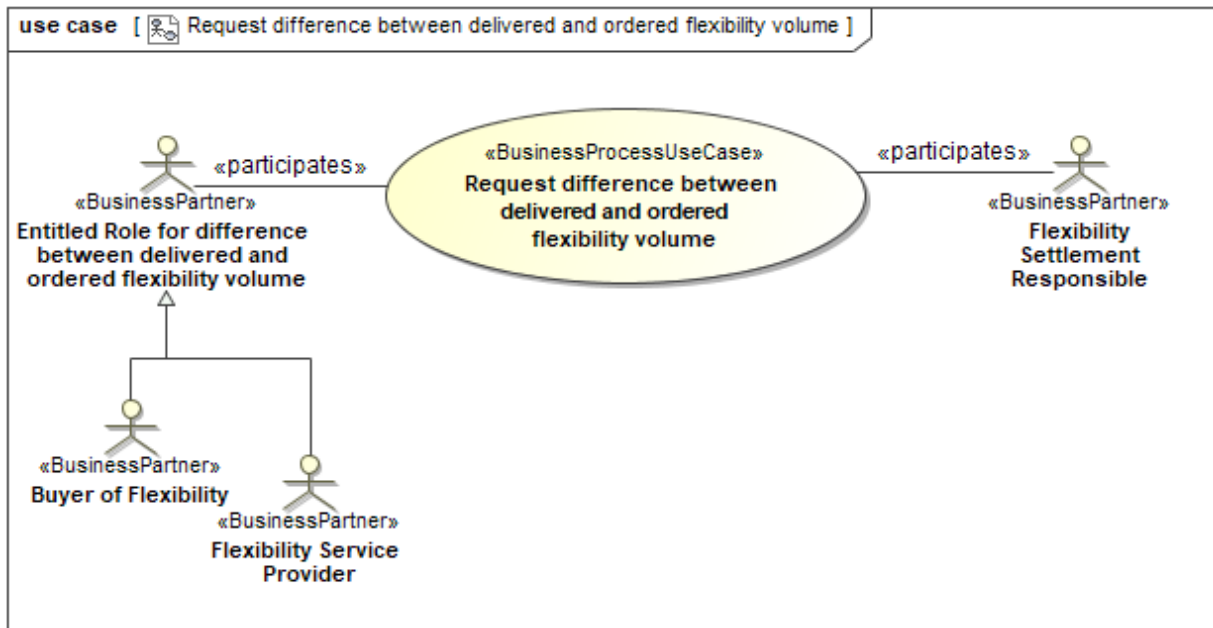 use case [ Request difference between delivered and ordered flexibility volume ]
«participates»
«BusinessProcessUseCase»
Request difference between
delivered and ordered
flexibility volume
«participates»
«BusinessPartner»
Entitled Role for difference
between delivered and
ordered flexibility volume
«BusinessPartner»
Flexibility
Settlement
Responsible
«BusinessPartner»
Buyer of Flexibility
«BusinessPartner»
Flexibility Service
Provider